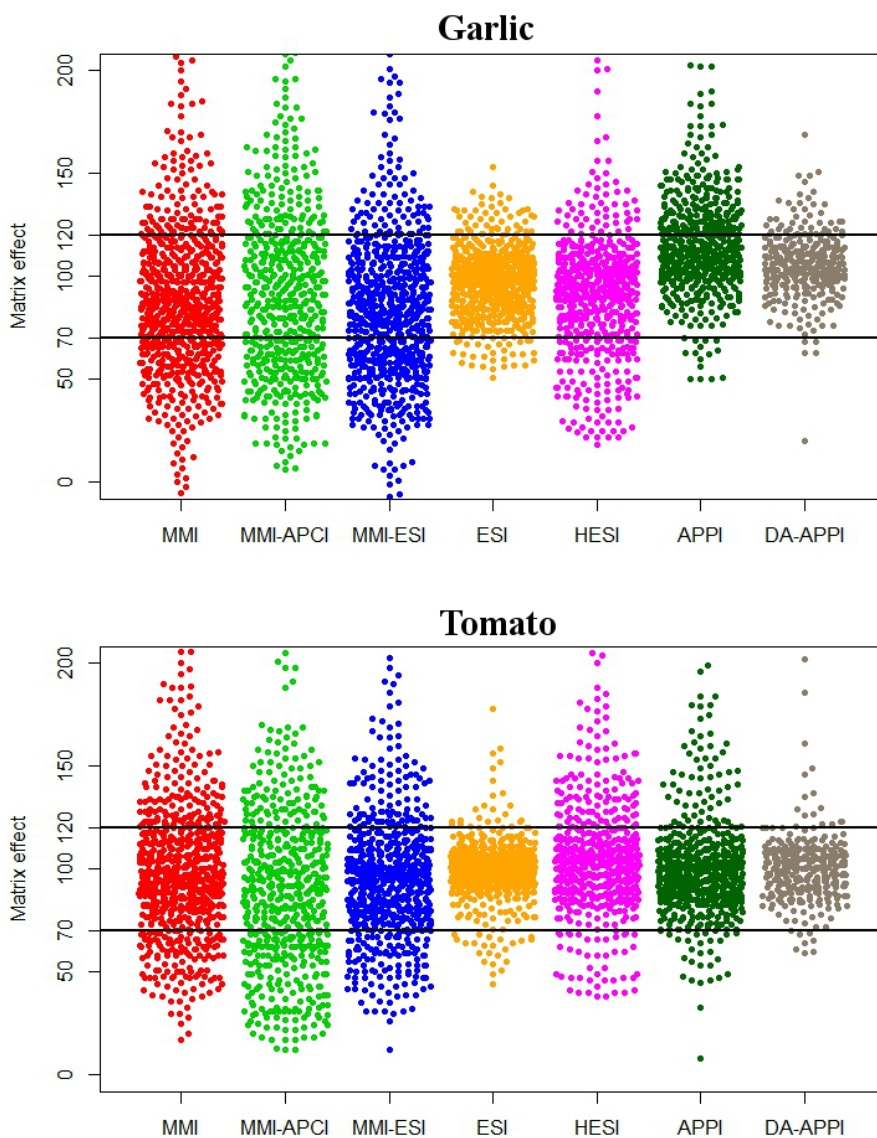 Garlic
Matrix effect
200
150
120
100
70
50
0
MMI MMI-APCI MMI-ESI ESI HESI APPI DA-APPI
Tomato
Matrix effect
200
150
120
100
70
50
0
MMI MMI-APCI MMI-ESI ESI HESI APPI DA-APPI